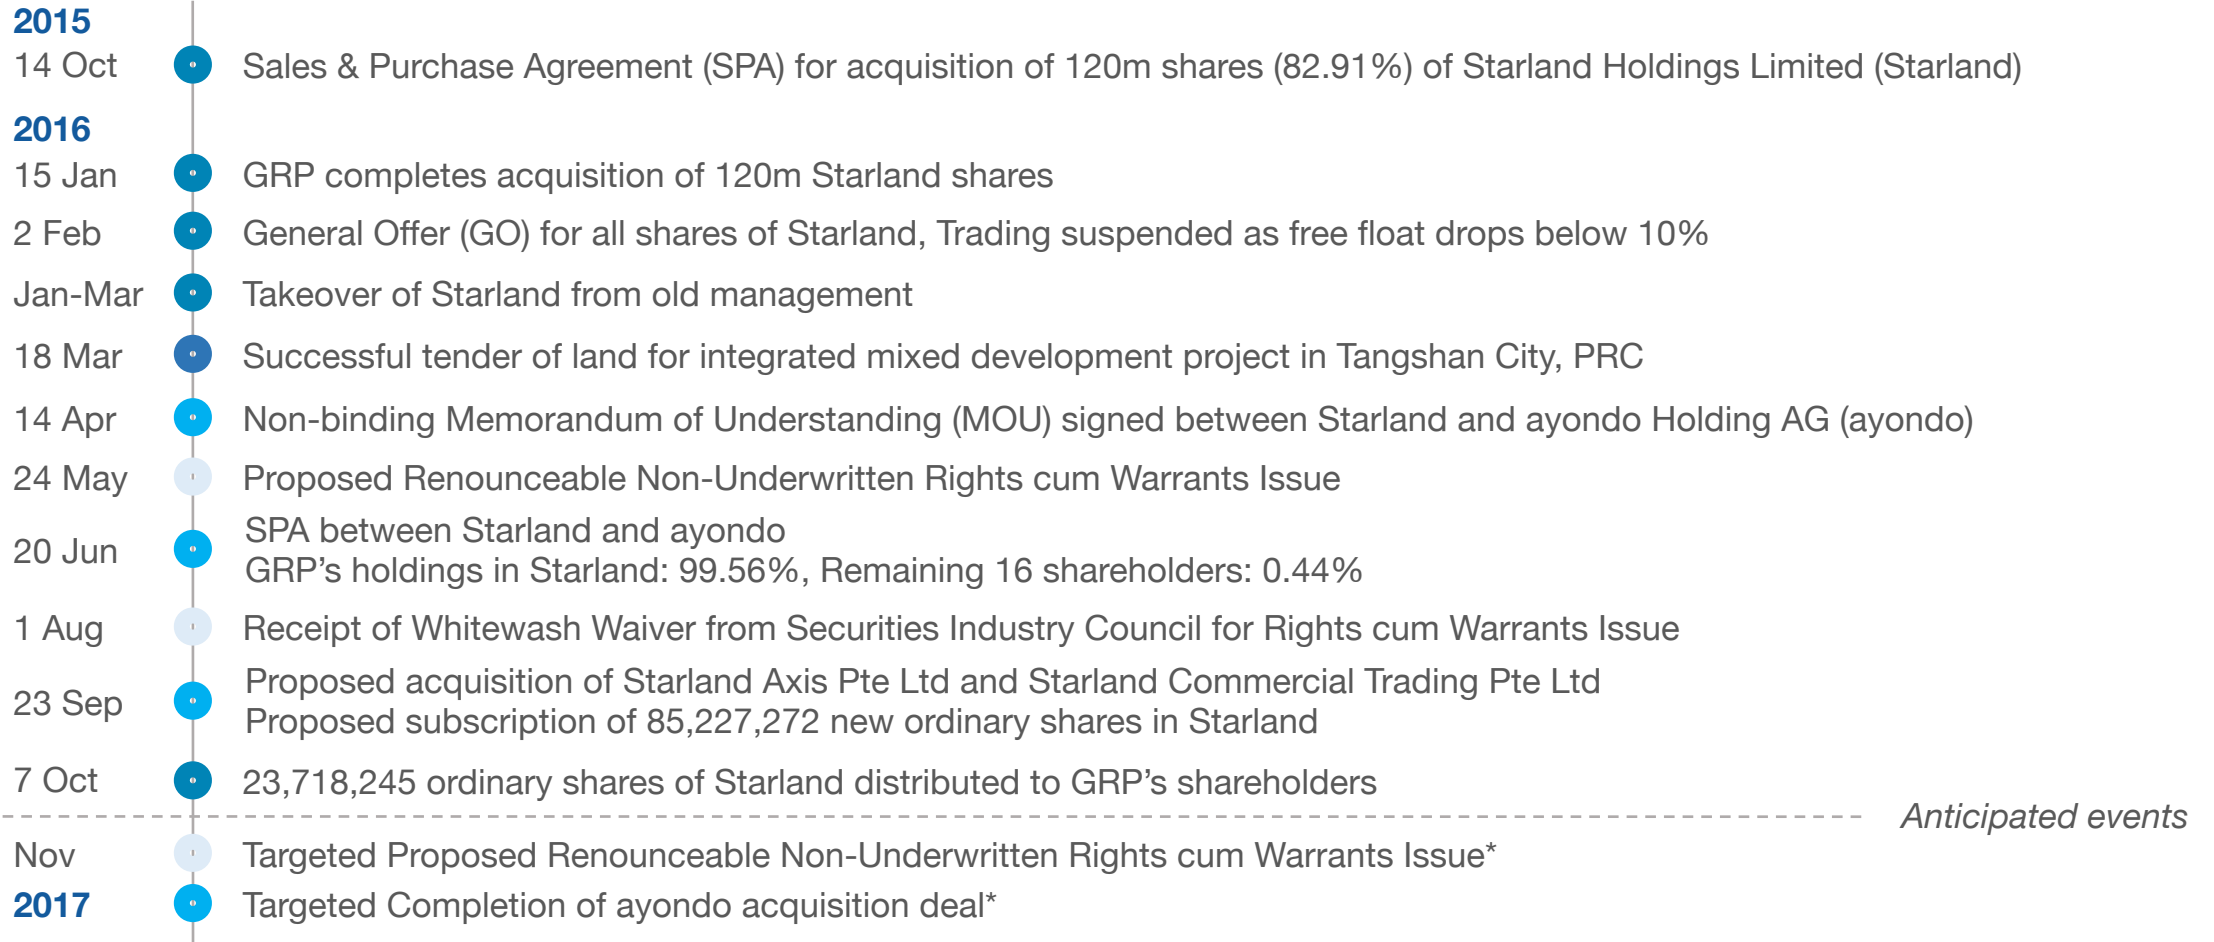 2015
14 Oct Sales & Purchase Agreement (SPA) for acquisition of 120m shares (82.91%) of Starland Holdings Limited (Starland)
2016
15 Jan GRP completes acquisition of 120m Starland shares
2 Feb General Offer (GO) for all shares of Starland, Trading suspended as free float drops below 10%
Jan-Mar Takeover of Starland from old management
18 Mar Successful tender of land for integrated mixed development project in Tangshan City, PRC
14 Apr Non-binding Memorandum of Understanding (MOU) signed between Starland and ayondo Holding AG (ayondo)
24 May Proposed Renounceable Non-Underwritten Rights cum Warrants Issue
20 Jun SPA between Starland and ayondo
GRP’s holdings in Starland: 99.56%, Remaining 16 shareholders: 0.44%
1 Aug Receipt of Whitewash Waiver from Securities Industry Council for Rights cum Warrants Issue
23 Sep Proposed acquisition of Starland Axis Pte Ltd and Starland Commercial Trading Pte Ltd
Proposed subscription of 85,227,272 new ordinary shares in Starland
7 Oct 23,718,245 ordinary shares of Starland distributed to GRP’s shareholders
Anticipated events
Nov Targeted Proposed Renounceable Non-Underwritten Rights cum Warrants Issue*
2017 Targeted Completion of ayondo acquisition deal*